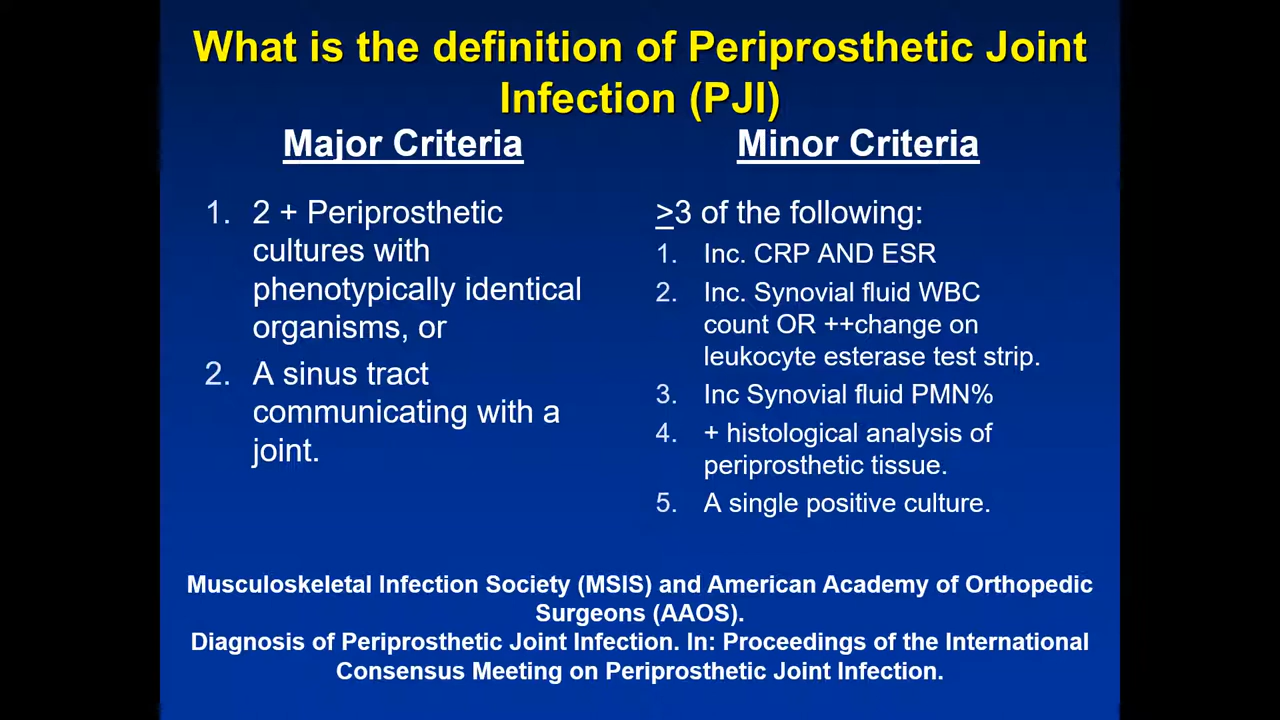 What is the definition of Periprosthetic Joint
Infection (PJI)
Major Criteria
1. 2 + Periprosthetic
cultures with
phenotypically identical
organisms, or
2. A sinus tract
communicating with a
joint.
Minor Criteria
≥3 of the following:
1. Inc. CRP AND ESR
2. Inc. Synovial fluid WBC
count OR ++change on
leukocyte esterase test strip.
3. Inc Synovial fluid PMN%
4. + histological analysis of
periprosthetic tissue.
5. A single positive culture.
Musculoskeletal Infection Society (MSIS) and American Academy of Orthopedic
Surgeons (AAOS).
Diagnosis of Periprosthetic Joint Infection. In: Proceedings of the International
Consensus Meeting on Periprosthetic Joint Infection.